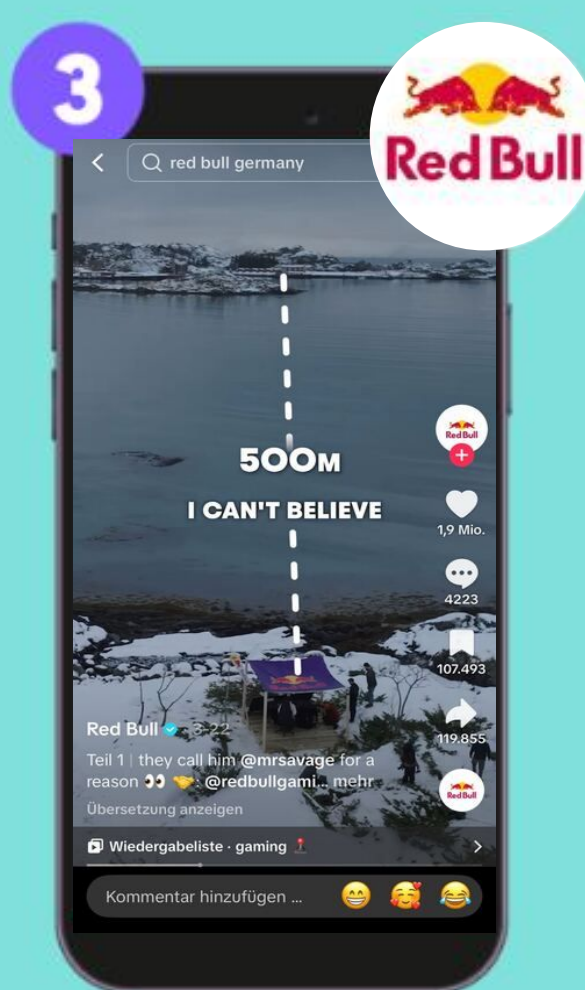 3
Red Bull
red bull germany
500M
I CAN'T BELIEVE
Red Bull
1,9 Mio.
4223
107.493
119.855
Red Bull · 3-22
Teil 1 | they call him @mrsavage for a
reason 👀 🤝: @redbullgami... mehr
Red Bull
Übersetzung anzeigen
Wiedergabeliste · gaming 🕹️
Kommentar hinzufügen ... 😁 🥰 😂